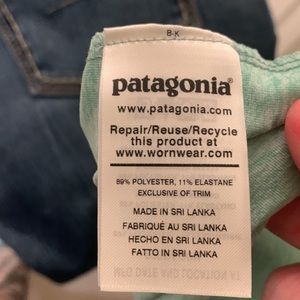 B-K
patagonia®
www.patagonia.com
Repair/Reuse/Recycle
this product at
www.wornwear.com
89% POLYESTER, 11% ELASTANE
EXCLUSIVE OF TRIM
MADE IN SRI LANKA
FABRIQUÉ AU SRI LANKA
HECHO EN SRI LANKA
FATTO IN SRI LANKA